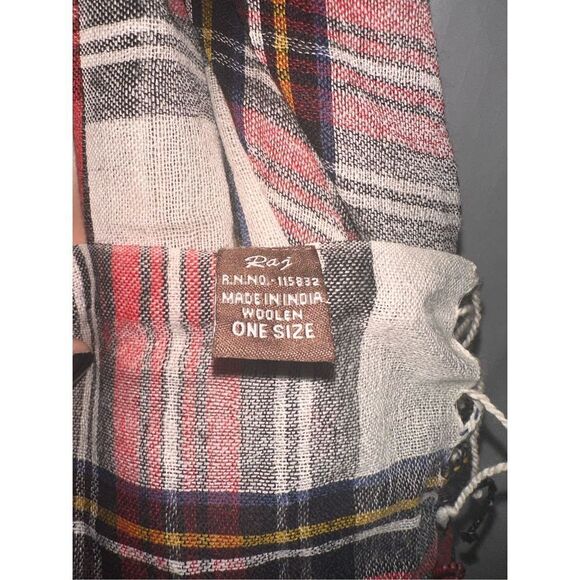 Raj
R.N.NO.-115832
MADE IN INDIA
WOOLEN
ONE SIZE